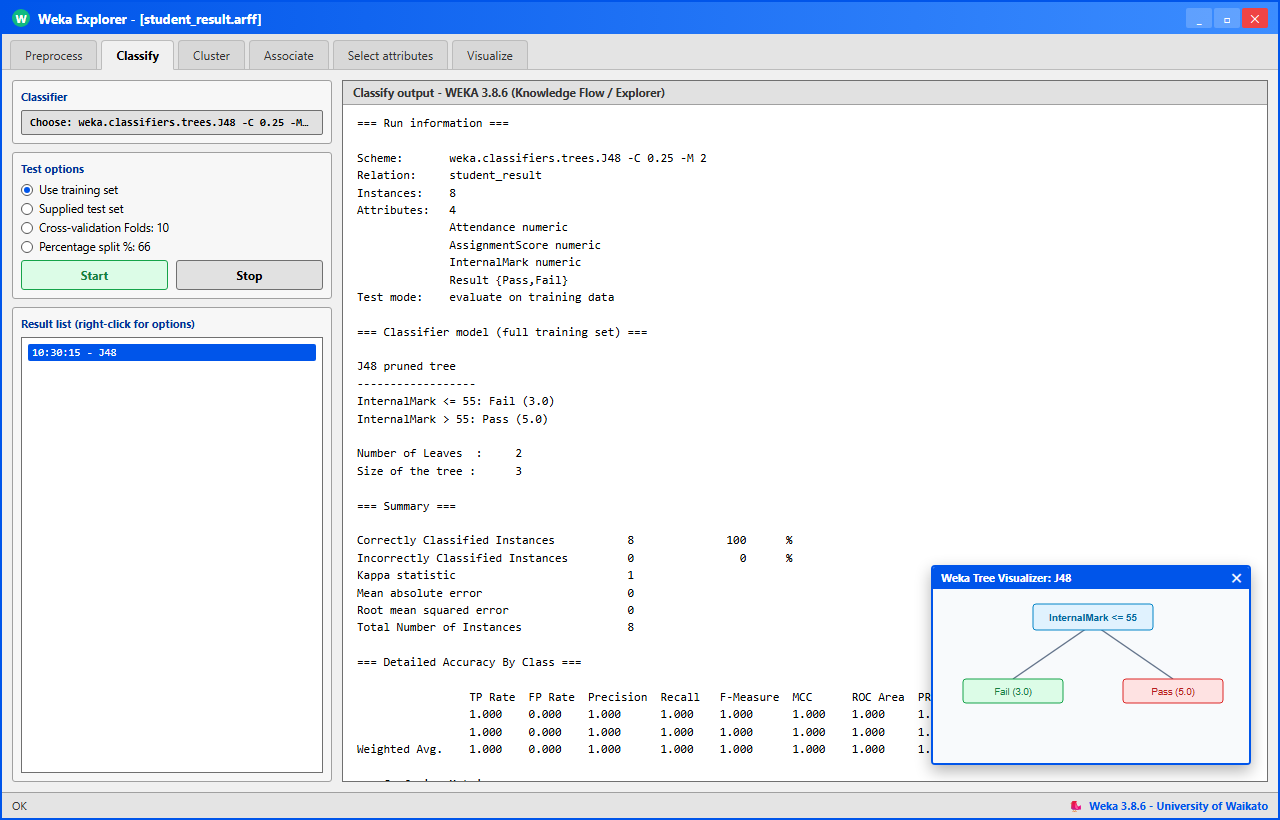 W Weka Explorer - [student_result.arff]
Preprocess Classify Cluster Associate Select attributes Visualize
Classifier
Choose: weka.classifiers.trees.J48 -C 0.25 -M…
Test options
Use training set
Supplied test set
Cross-validation Folds: 10
Percentage split %: 66
Start Stop
Result list (right-click for options)
10:30:15 - J48
Classify output - WEKA 3.8.6 (Knowledge Flow / Explorer)
=== Run information ===
Scheme: weka.classifiers.trees.J48 -C 0.25 -M 2
Relation: student_result
Instances: 8
Attributes: 4
Attendance numeric
AssignmentScore numeric
InternalMark numeric
Result {Pass,Fail}
Test mode: evaluate on training data
=== Classifier model (full training set) ===
J48 pruned tree
------------------
InternalMark <= 55: Fail (3.0)
InternalMark > 55: Pass (5.0)
Number of Leaves : 2
Size of the tree : 3
=== Summary ===
Correctly Classified Instances 8 100 %
Incorrectly Classified Instances 0 0 %
Kappa statistic 1
Mean absolute error 0
Root mean squared error 0
Total Number of Instances 8
=== Detailed Accuracy By Class ===
TP Rate FP Rate Precision Recall F-Measure MCC ROC Area PR
1.000 0.000 1.000 1.000 1.000 1.000 1.000 1.
1.000 0.000 1.000 1.000 1.000 1.000 1.000 1.
Weighted Avg. 1.000 0.000 1.000 1.000 1.000 1.000 1.000 1.
Weka Tree Visualizer: J48
InternalMark <= 55
Fail (3.0) Pass (5.0)
OK
Weka 3.8.6 - University of Waikato